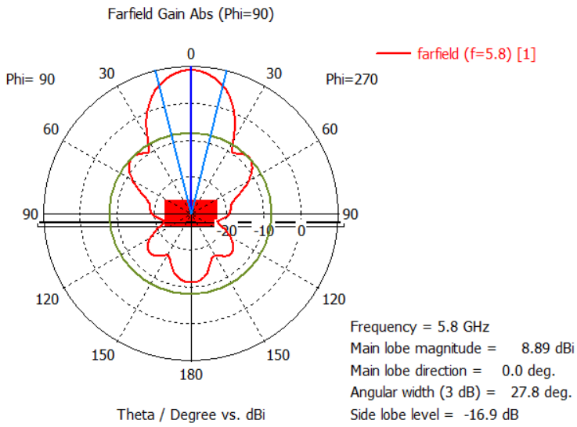 Farfield Gain Abs (Phi=90)
farfield (f=5.8) [1]
0
Phi= 90
30
30
Phi=270
60
60
90
90
-20
-10
0
120
120
150
150
180
Frequency = 5.8 GHz
Main lobe magnitude = 8.89 dBi
Main lobe direction = 0.0 deg.
Angular width (3 dB) = 27.8 deg.
Side lobe level = -16.9 dB
Theta / Degree vs. dBi